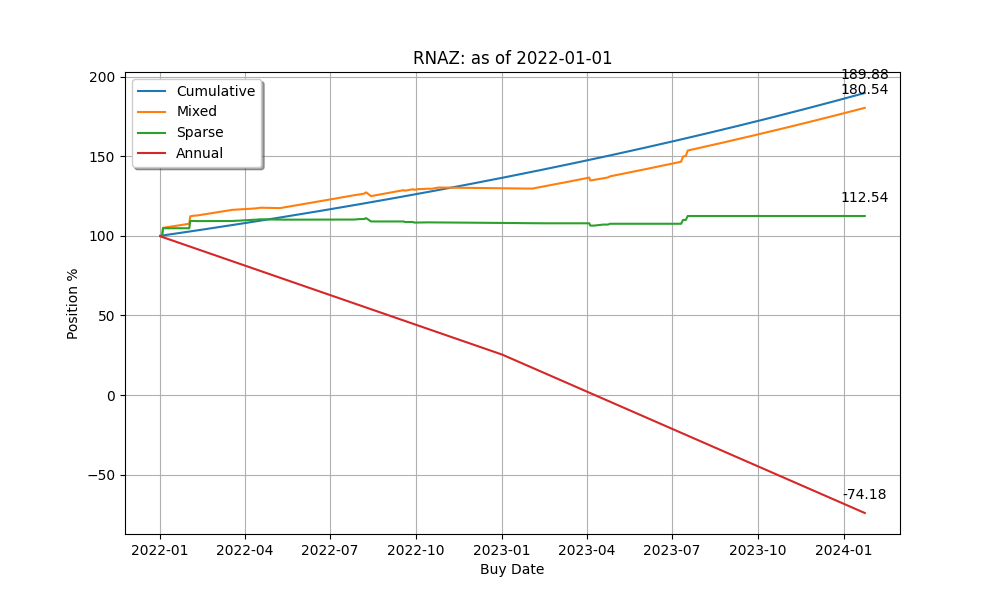 RNAZ: as of 2022-01-01
Cumulative
Mixed
Sparse
Annual
189.88
180.54
112.54
-74.18
200
150
100
50
0
−50
Position %
2022-01 2022-04 2022-07 2022-10 2023-01 2023-04 2023-07 2023-10 2024-01
Buy Date